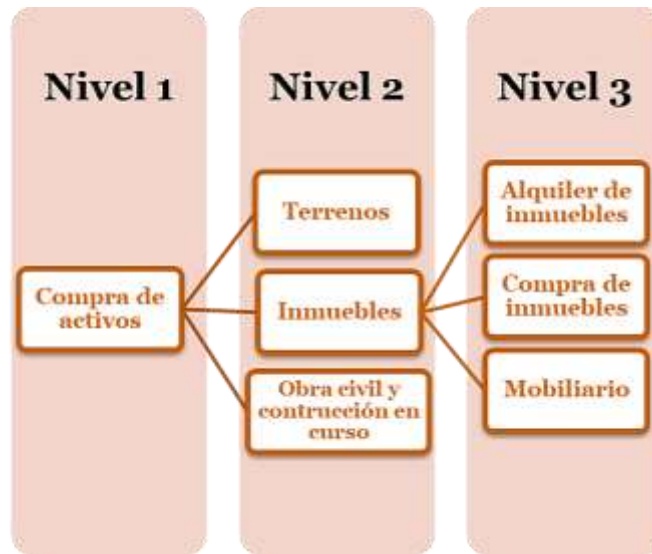 Nivel 1
Nivel 2
Nivel 3
Compra de
activos
Terrenos
Inmuebles
Obra civil y
contrucción en
curso
Alquiler de
inmuebles
Compra de
inmuebles
Mobiliario